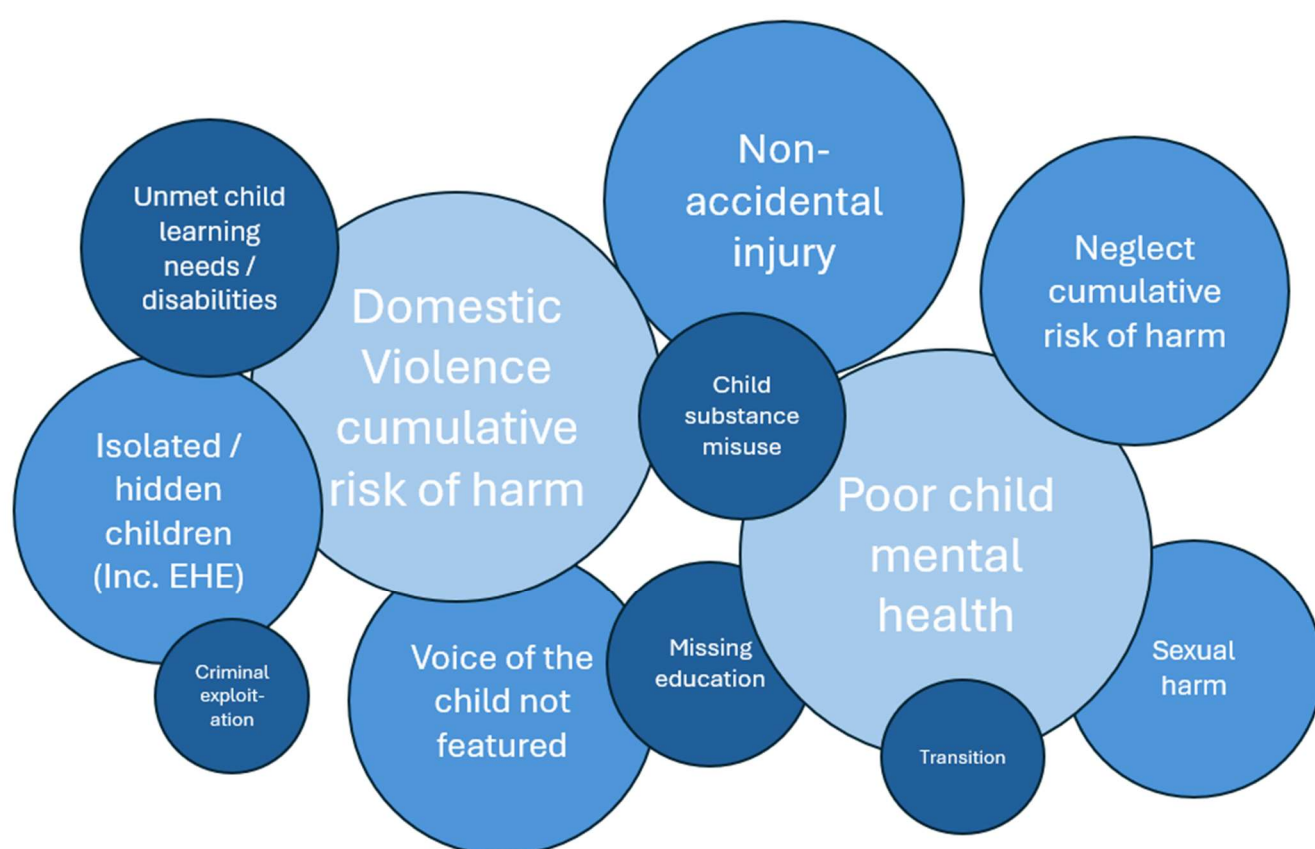 Unmet child
learning
needs /
disabilities
Domestic
Violence
cumulative
risk of harm
Non-
accidental
injury
Neglect
cumulative
risk of harm
Isolated /
hidden
children
(Inc. EHE)
Child
substance
misuse
Poor child
mental
health
Criminal
exploit-
ation
Voice of the
child not
featured
Missing
education
Sexual
harm
Transition